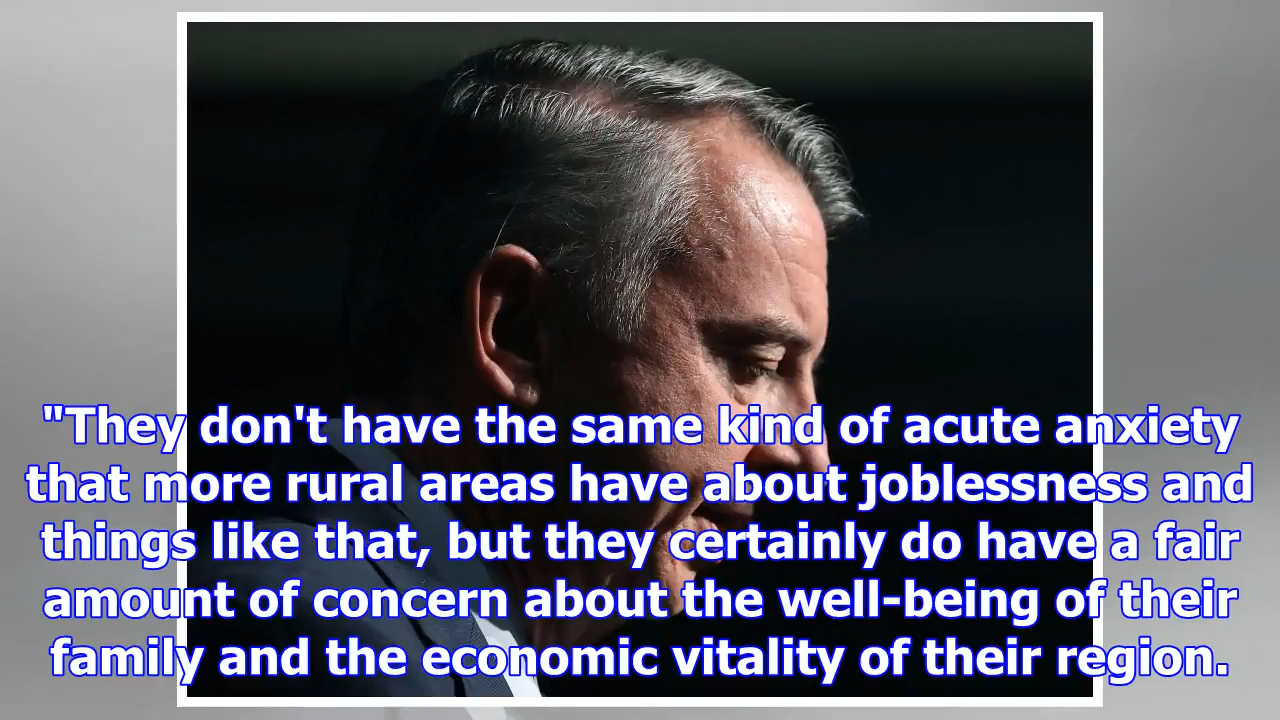 "They don't have the same kind of acute anxiety
that more rural areas have about joblessness and
things like that, but they certainly do have a fair
amount of concern about the well-being of their
family and the economic vitality of their region.